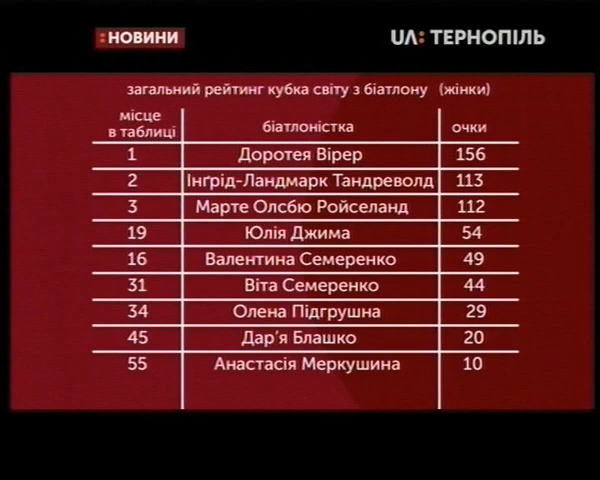 :НОВИНИ
UA: ТЕРНОПІЛЬ
загальний рейтинг кубка світу з біатлону (жінки)
місце в таблиці біатлоністка очки
1 Доротея Вірер 156
2 Інґрід-Ландмарк Тандреволд 113
3 Марте Олсбю Ройселанд 112
19 Юлія Джима 54
16 Валентина Семеренко 49
31 Віта Семеренко 44
34 Олена Підгрушна 29
45 Дар'я Блашко 20
55 Анастасія Меркушина 10